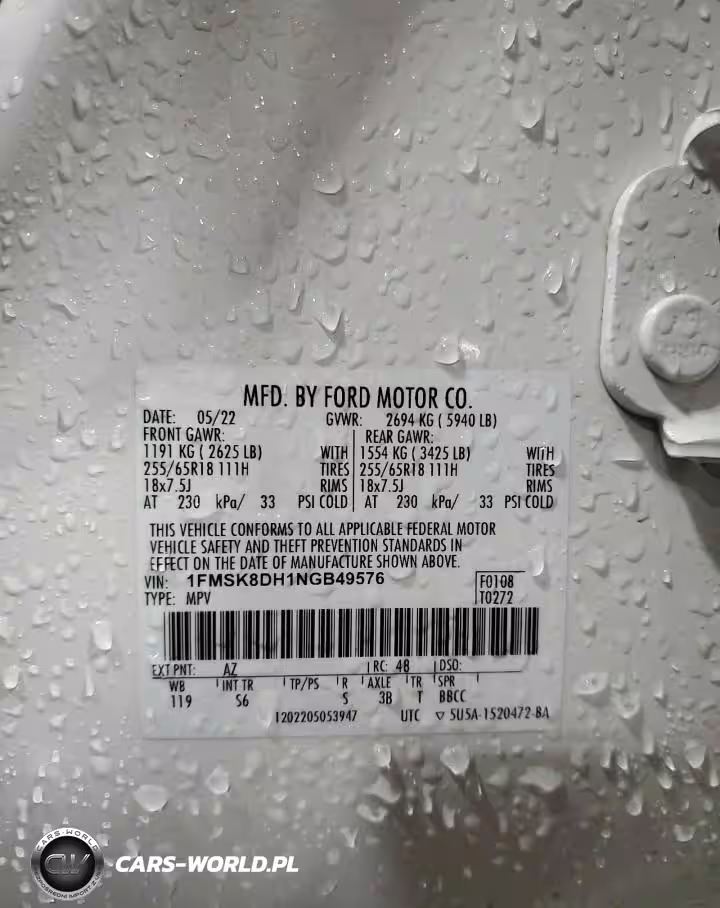 MFD. BY FORD MOTOR CO.
DATE: 05/22 GVWR: 2694 KG ( 5940 LB)
FRONT GAWR: REAR GAWR:
1191 KG ( 2625 LB) WITH 1554 KG ( 3425 LB) WITH
255/65R18 111H TIRES 255/65R18 111H TIRES
18x7.5J RIMS 18x7.5J RIMS
AT 230 kPa/ 33 PSI COLD AT 230 kPa/ 33 PSI COLD
THIS VEHICLE CONFORMS TO ALL APPLICABLE FEDERAL MOTOR
VEHICLE SAFETY AND THEFT PREVENTION STANDARDS IN
EFFECT ON THE DATE OF MANUFACTURE SHOWN ABOVE.
VIN: 1FMSK8DH1NGB49576 F0108
TYPE: MPV T0272
EXT PNT: AZ RC: 48 DSO:
WB INT TR TP/PS R AXLE TR SPR
119 S6 S 3B T BBCC
1202205053947 UTC ▽ 5U5A-1520472-BA
CARS-WORLD
CW
CARS-WORLD.PL